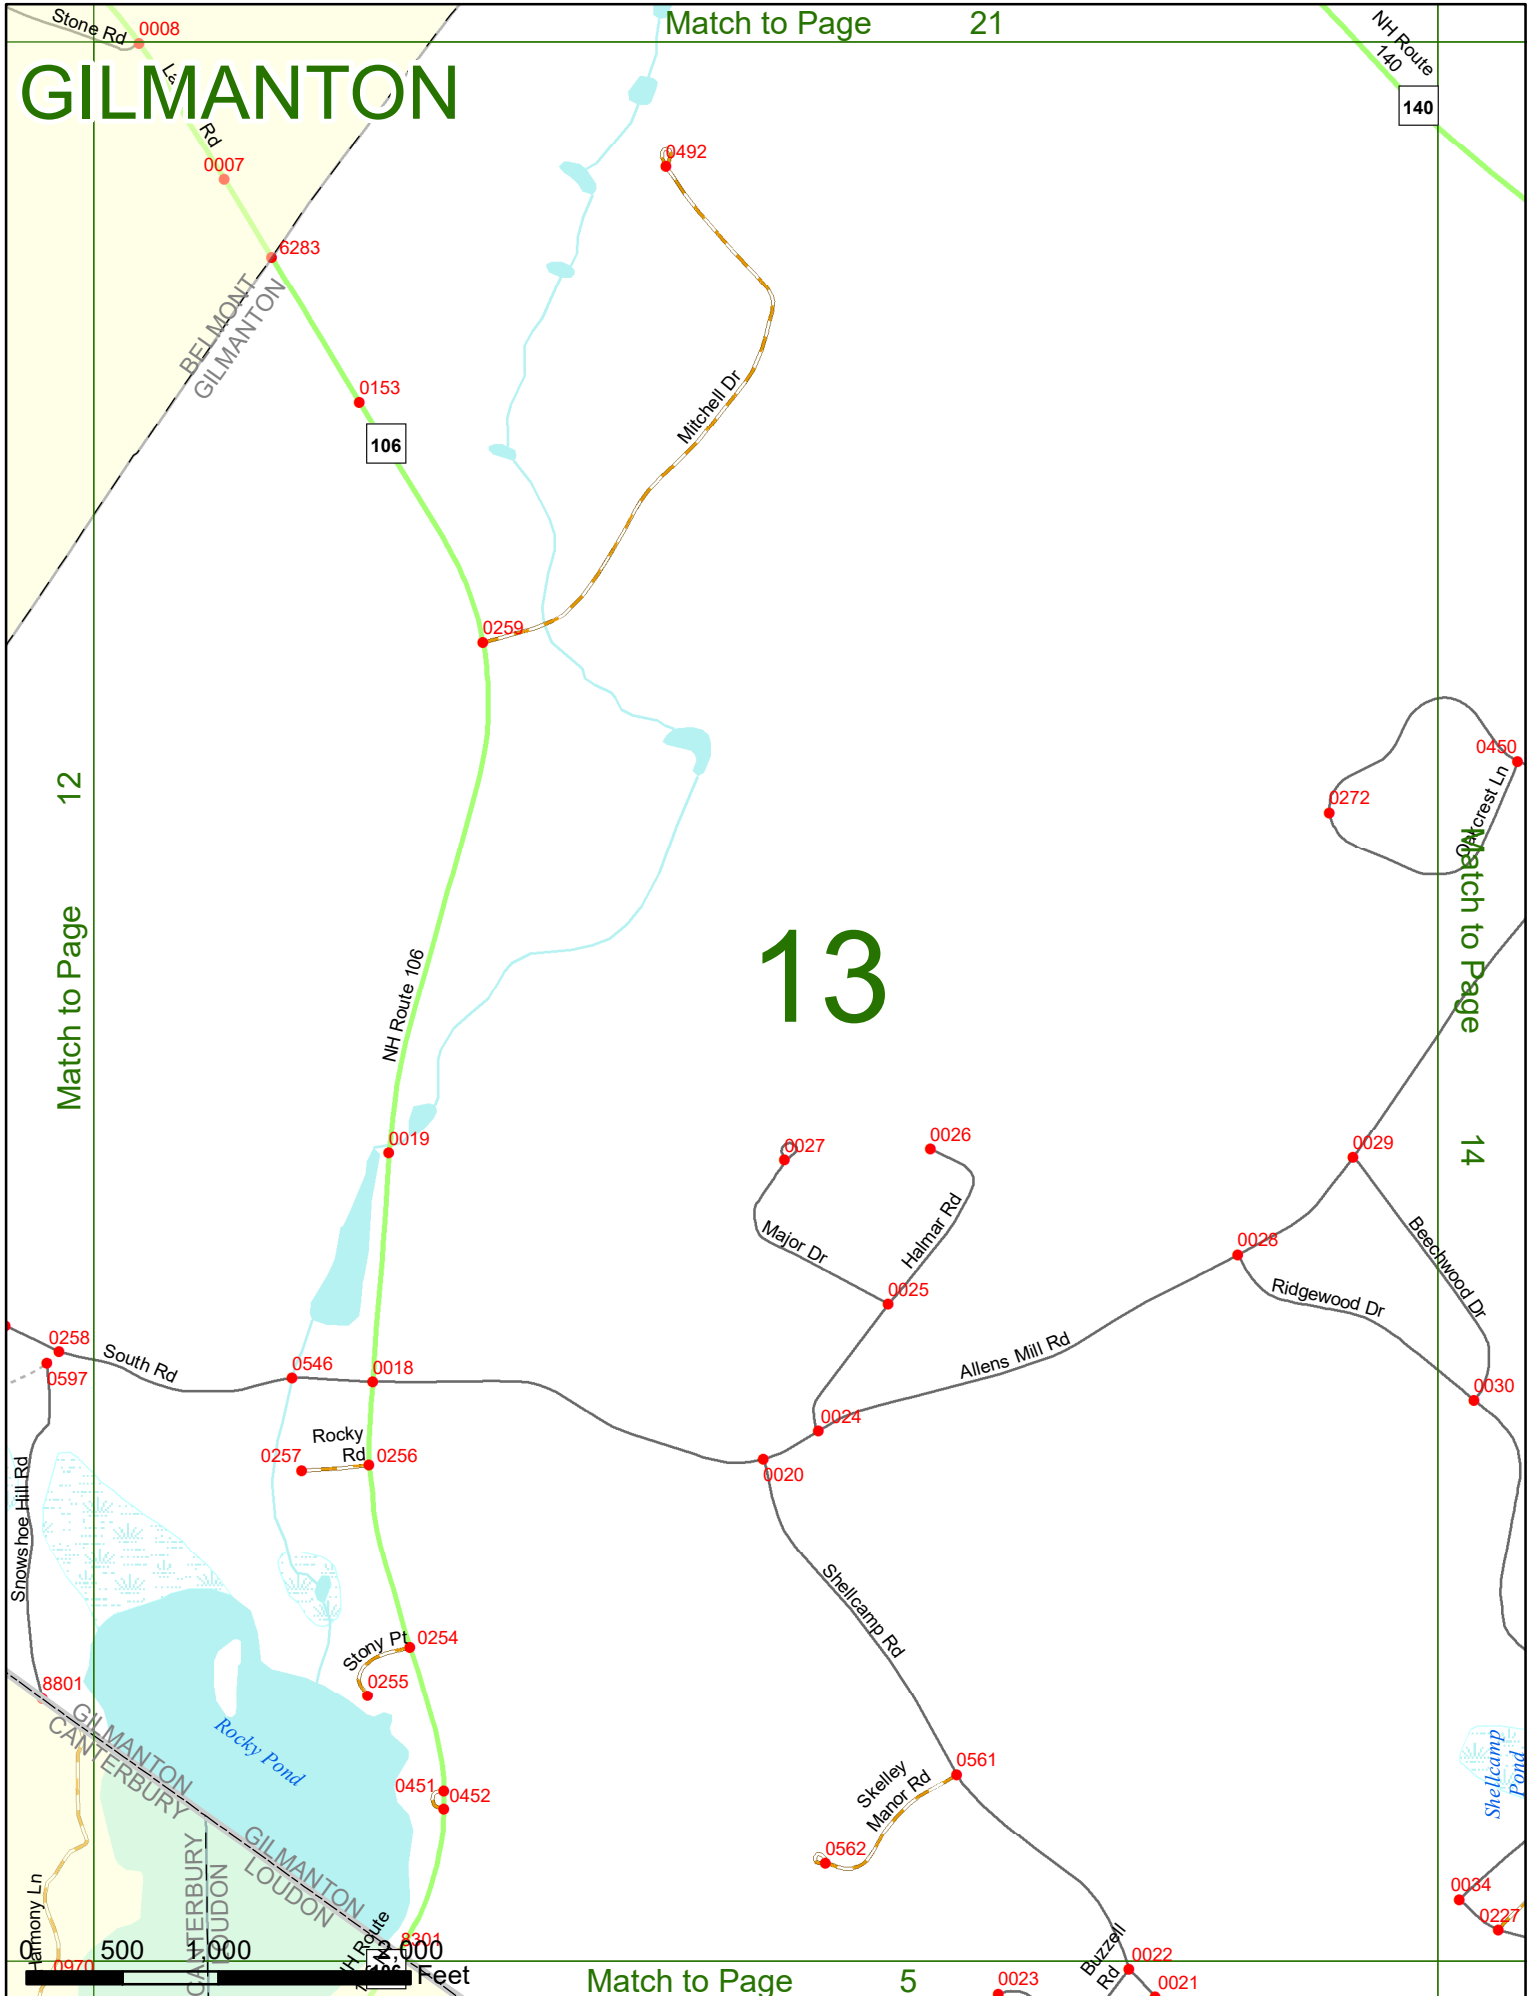 Match to Page 21
Stone Rd
0008
NH Route
140
140
GILMANTON
Rd
0007
0492
6283
BELMONT
GILMANTON
0153
106
Mitchell Dr
0259
0450
Oakcrest Ln
0272
Match to Page 12
Match to Page 14
13
NH Route 106
0019
0027
0026
0029
Major Dr
Halmar Rd
0028
Beechwood Dr
0025
Ridgewood Dr
0258
South Rd
0546
0018
Allens Mill Rd
0597
0030
0024
Rocky
Rd
0257
0256
0020
Snowshoe Hill Rd
Shellcamp Rd
Stony Pt
0254
0255
8801
GILMANTON
CANTERBURY
Rocky Pond
0561
Skelley
Manor Rd
Shellcamp
Pond
0451
0452
0562
GILMANTON
LOUDON
CANTERBURY
LOUDON
Harmony Ln
0034
0227
NH Route
8301
Buzzell
Rd
0 500 1,000 2,000
Feet
0970
106
0022
0023
0021
Match to Page 5